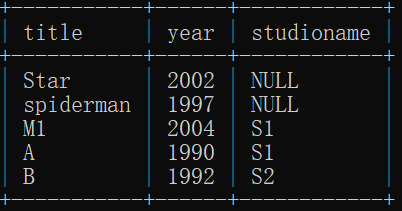 title year studioname
Star 2002 NULL
spiderman 1997 NULL
M1 2004 S1
A 1990 S1
B 1992 S2